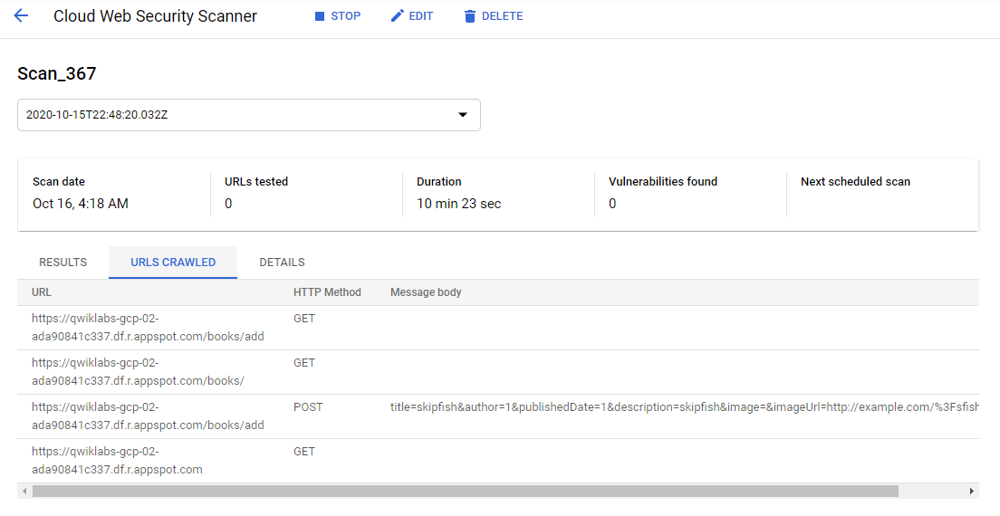 Cloud Web Security Scanner STOP EDIT DELETE
Scan_367
2020-10-15T22:48:20.032Z
Scan date URLs tested Duration Vulnerabilities found Next scheduled scan
Oct 16, 4:18 AM 0 10 min 23 sec 0
RESULTS URLS CRAWLED DETAILS
URL HTTP Method Message body
https://qwiklabs-gcp-02- GET
ada90841c337.df.r.appspot.com/books/add
https://qwiklabs-gcp-02- GET
ada90841c337.df.r.appspot.com/books/
https://qwiklabs-gcp-02- POST title=skipfish&author=1&publishedDate=1&description=skipfish&image=&imageUrl=http://example.com/%3Fsfish
ada90841c337.df.r.appspot.com/books/add
https://qwiklabs-gcp-02- GET
ada90841c337.df.r.appspot.com